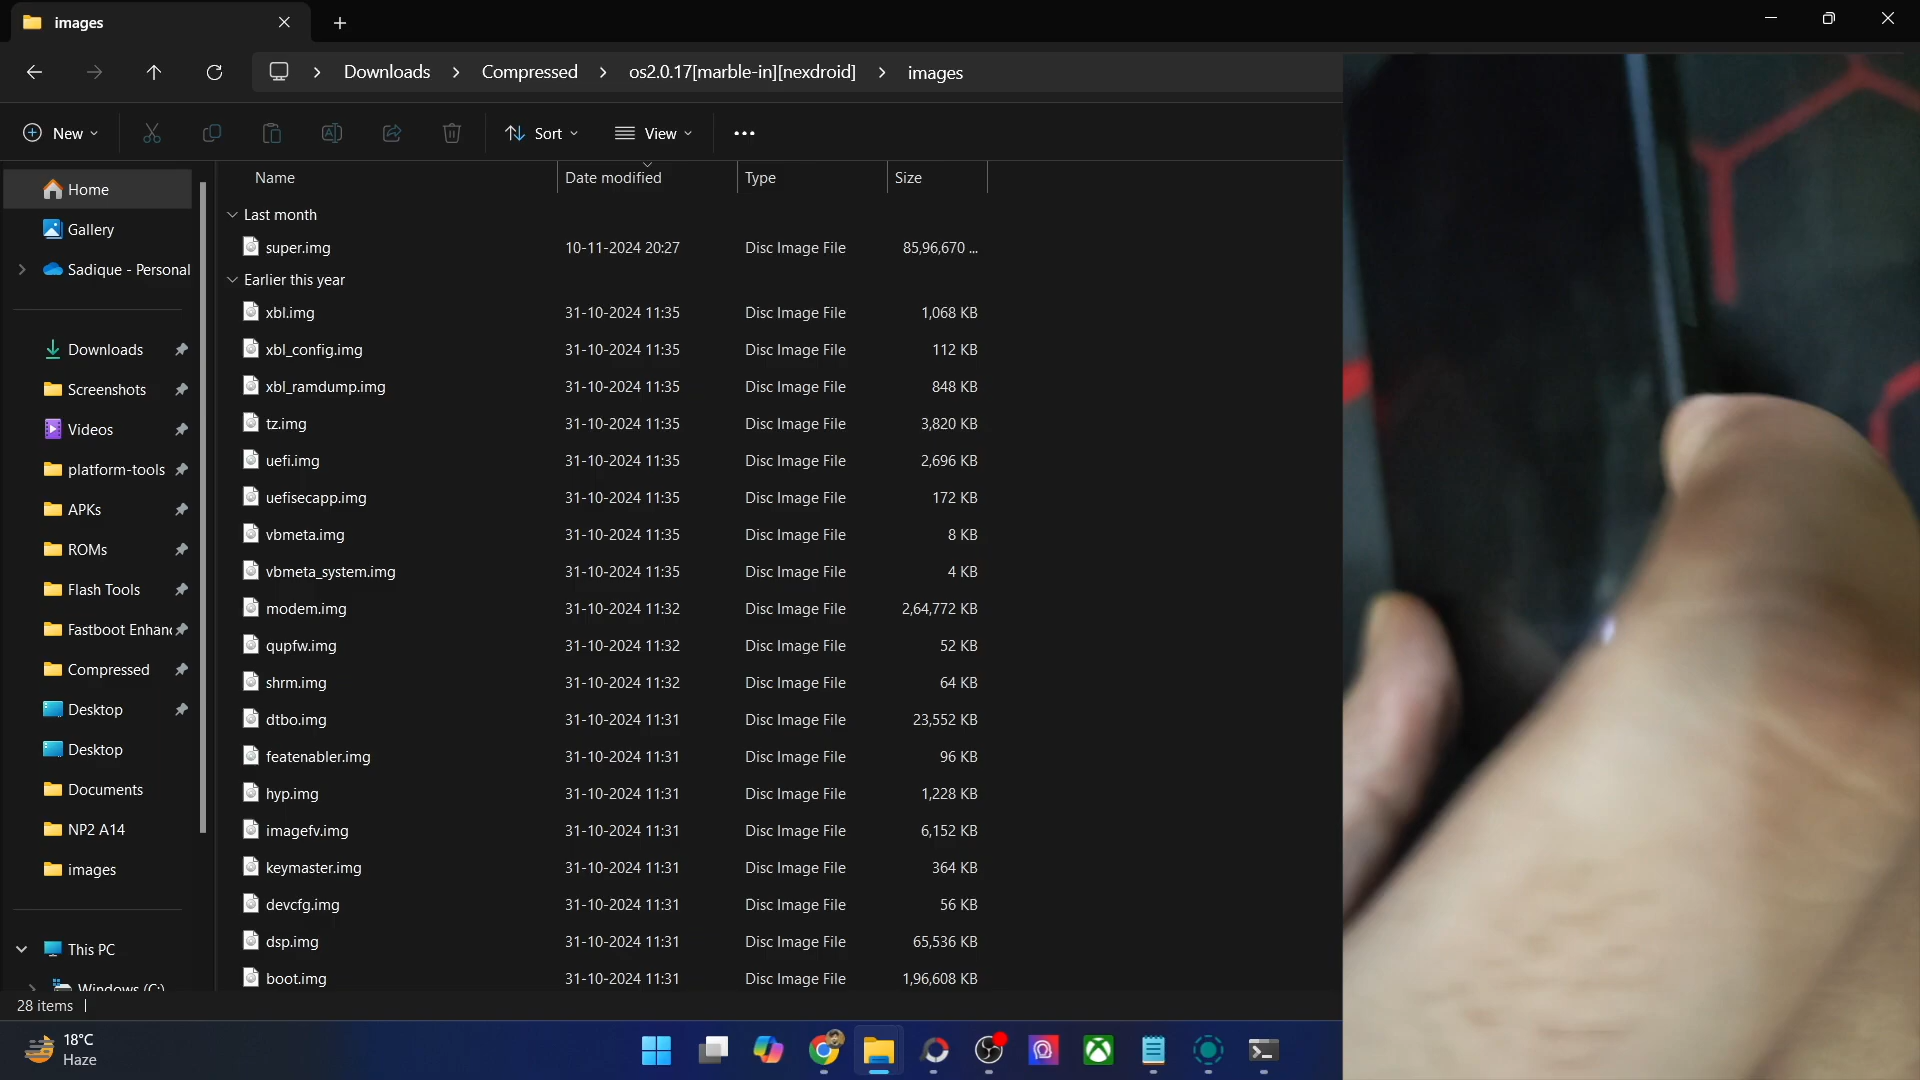 images
Downloads > Compressed > os2.0.17[marble-in][nexdroid] > images
New Sort View
Name Date modified Type Size
Home
Gallery
Sadique - Personal
Downloads
Screenshots
Videos
platform-tools
APKs
ROMs
Flash Tools
Fastboot Enhanc
Compressed
Desktop
Desktop
Documents
NP2 A14
images
This PC
Windows (C:)
Last month
super.img 10-11-2024 20:27 Disc Image File 85,96,670 ...
Earlier this year
xbl.img 31-10-2024 11:35 Disc Image File 1,068 KB
xbl_config.img 31-10-2024 11:35 Disc Image File 112 KB
xbl_ramdump.img 31-10-2024 11:35 Disc Image File 848 KB
tz.img 31-10-2024 11:35 Disc Image File 3,820 KB
uefi.img 31-10-2024 11:35 Disc Image File 2,696 KB
uefisecapp.img 31-10-2024 11:35 Disc Image File 172 KB
vbmeta.img 31-10-2024 11:35 Disc Image File 8 KB
vbmeta_system.img 31-10-2024 11:35 Disc Image File 4 KB
modem.img 31-10-2024 11:32 Disc Image File 2,64,772 KB
qupfw.img 31-10-2024 11:32 Disc Image File 52 KB
shrm.img 31-10-2024 11:32 Disc Image File 64 KB
dtbo.img 31-10-2024 11:31 Disc Image File 23,552 KB
featenabler.img 31-10-2024 11:31 Disc Image File 96 KB
hyp.img 31-10-2024 11:31 Disc Image File 1,228 KB
imagefv.img 31-10-2024 11:31 Disc Image File 6,152 KB
keymaster.img 31-10-2024 11:31 Disc Image File 364 KB
devcfg.img 31-10-2024 11:31 Disc Image File 56 KB
dsp.img 31-10-2024 11:31 Disc Image File 65,536 KB
boot.img 31-10-2024 11:31 Disc Image File 1,96,608 KB
28 items
18°C
Haze